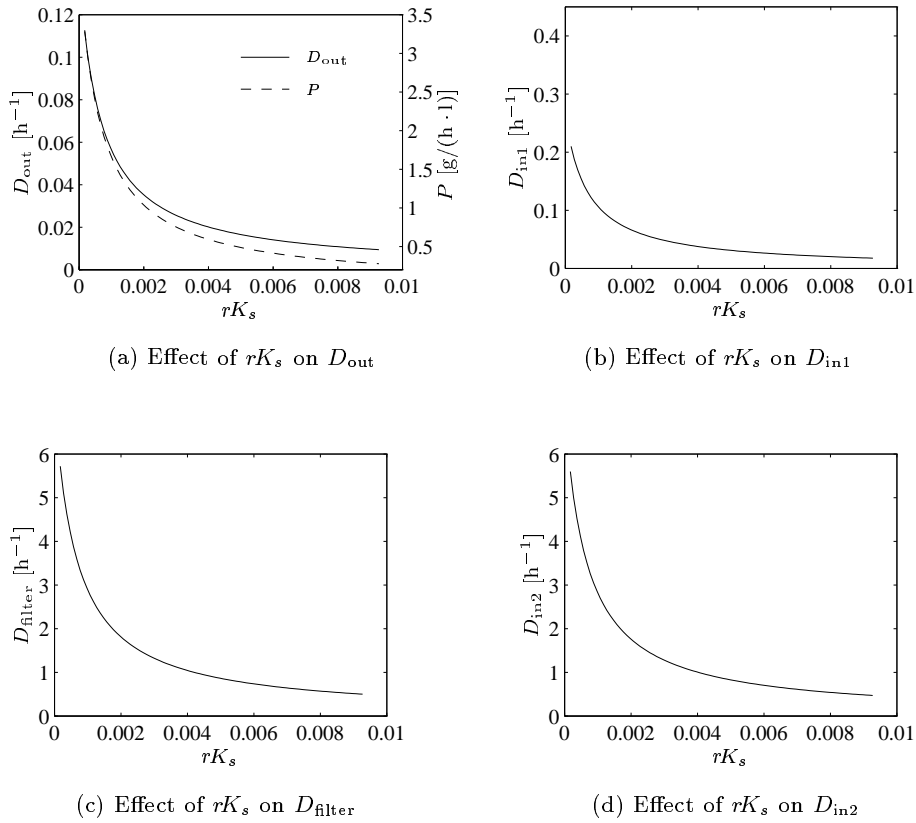 0.12
0.1
0.08
0.06
0.04
0.02
0
D_out [h⁻¹]
3.5
3
2.5
2
1.5
1
0.5
P [g/(h · l)]
D_out
P
0 0.002 0.004 0.006 0.008 0.01
rK_s
(a) Effect of rK_s on D_out
0.4
0.3
0.2
0.1
0
D_in1 [h⁻¹]
0 0.002 0.004 0.006 0.008 0.01
rK_s
(b) Effect of rK_s on D_in1
6
5
4
3
2
1
0
D_filter [h⁻¹]
0 0.002 0.004 0.006 0.008 0.01
rK_s
(c) Effect of rK_s on D_filter
6
5
4
3
2
1
0
D_in2 [h⁻¹]
0 0.002 0.004 0.006 0.008 0.01
rK_s
(d) Effect of rK_s on D_in2